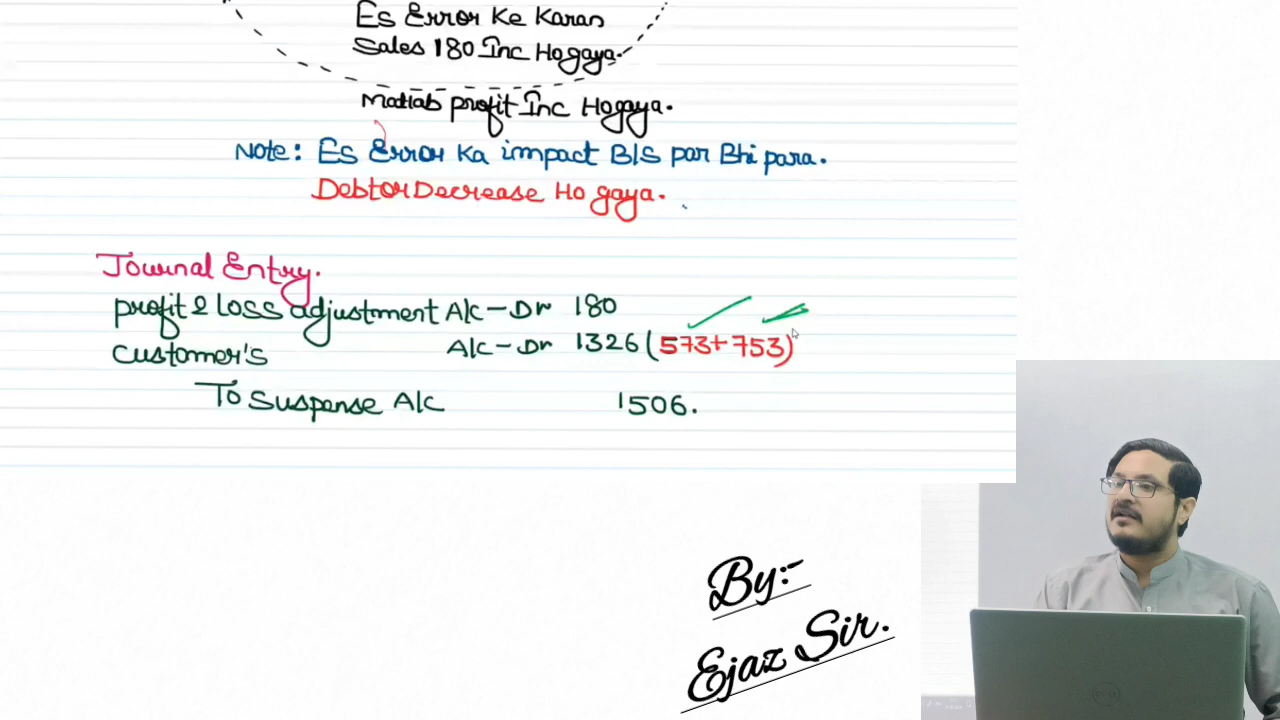 Es Error Ke Karan
Sales 180 Inc Hogaya.
Matlab profit Inc Hogaya.
Note: Es Error Ka impact B/S par Bhi para.
Debtor Decrease Ho gaya.
Journal Entry.
profit & Loss adjustment A/c - Dr 180
Customer's A/c - Dr 1326 (573+753)
To Suspense A/c 1506.
By:-
Ejaz Sir.
DELL